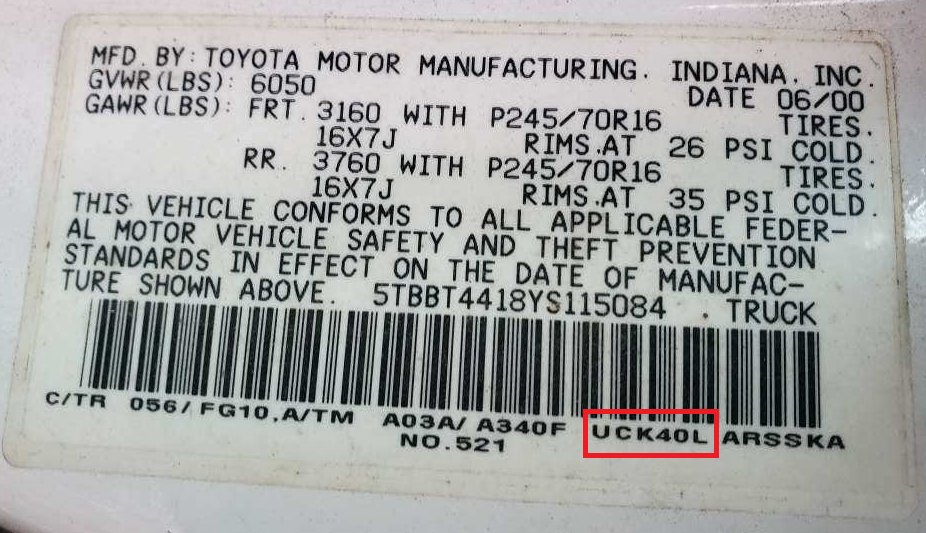 MFD. BY: TOYOTA MOTOR MANUFACTURING. INDIANA. INC.
GVWR(LBS): 6050 DATE 06/00
GAWR(LBS): FRT. 3160 WITH P245/70R16 TIRES.
16X7J RIMS.AT 26 PSI COLD.
RR. 3760 WITH P245/70R16 TIRES.
16X7J RIMS.AT 35 PSI COLD.
THIS VEHICLE CONFORMS TO ALL APPLICABLE FEDER-
AL MOTOR VEHICLE SAFETY AND THEFT PREVENTION
STANDARDS IN EFFECT ON THE DATE OF MANUFAC-
TURE SHOWN ABOVE. 5TBBT4418YS115084 . TRUCK
C/TR 056/ FG10.A/TM A03A/ A340F UCK40L ARSSKA
NO.521